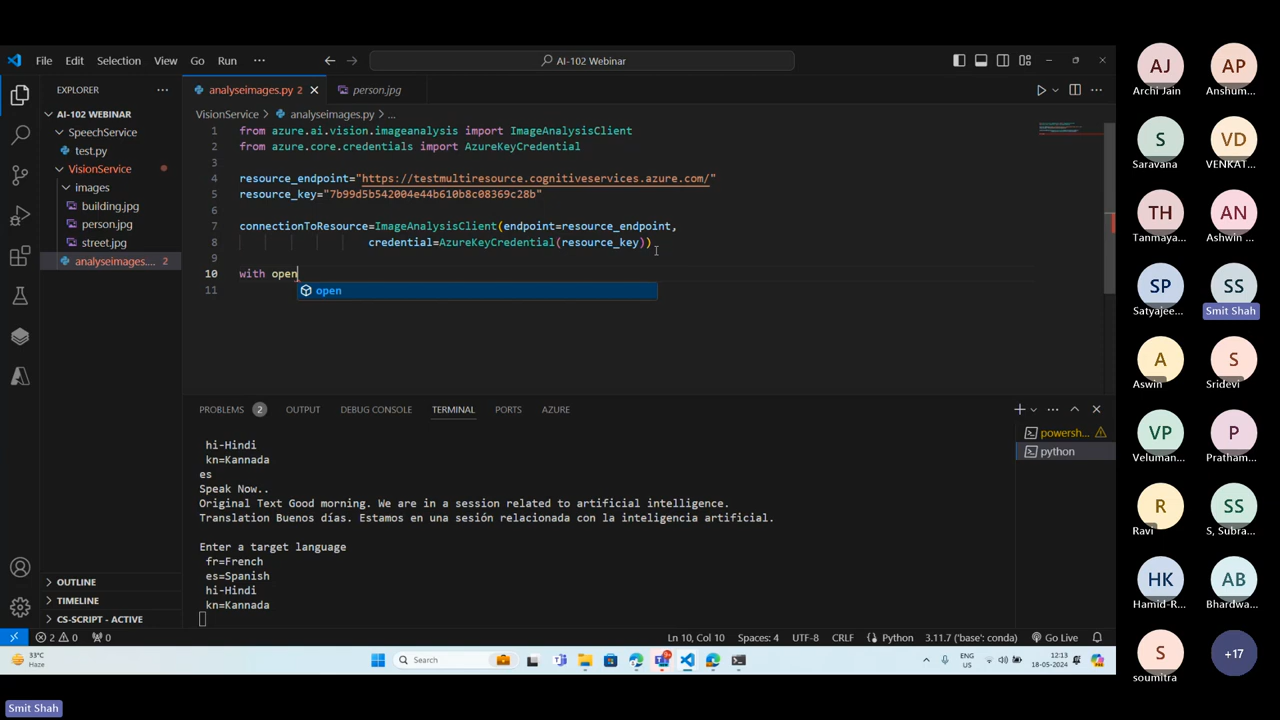 File Edit Selection View Go Run ··· AI-102 Webinar
EXPLORER
AI-102 WEBINAR
SpeechService
test.py
VisionService
images
building.jpg
person.jpg
street.jpg
analyseimages.... 2
OUTLINE
TIMELINE
CS-SCRIPT - ACTIVE
analyseimages.py 2
person.jpg
VisionService > analyseimages.py > ...
1 from azure.ai.vision.imageanalysis import ImageAnalysisClient
2 from azure.core.credentials import AzureKeyCredential
3
4 resource_endpoint="https://testmultiresource.cognitiveservices.azure.com/"
5 resource_key="7b99d5b542004e44b610b8c08369c28b"
6
7 connectionToResource=ImageAnalysisClient(endpoint=resource_endpoint,
8 credential=AzureKeyCredential(resource_key))
9
10 with open
open
11
PROBLEMS 2 OUTPUT DEBUG CONSOLE TERMINAL PORTS AZURE
hi-Hindi
kn=Kannada
es
Speak Now..
Original Text Good morning. We are in a session related to artificial intelligence.
Translation Buenos días. Estamos en una sesión relacionada con la inteligencia artificial.
Enter a target language
fr=French
es=Spanish
hi-Hindi
kn=Kannada
powersh...
python
2 0 0 Ln 10, Col 10 Spaces: 4 UTF-8 CRLF Python 3.11.7 ('base': conda) Go Live
33°C
Haze
Search
ENG
US
12:13
18-05-2024
Smit Shah
AJ
Archi Jain
AP
Anshum...
S
Saravana
VD
VENKAT...
TH
Tanmaya...
AN
Ashwin ...
SP
Satyajee...
SS
Smit Shah
A
Aswin
S
Sridevi
VP
Veluman...
P
Pratham...
R
Ravi
SS
S, Subra...
HK
Hamid-R...
AB
Bhardwa...
S
soumitra
+17